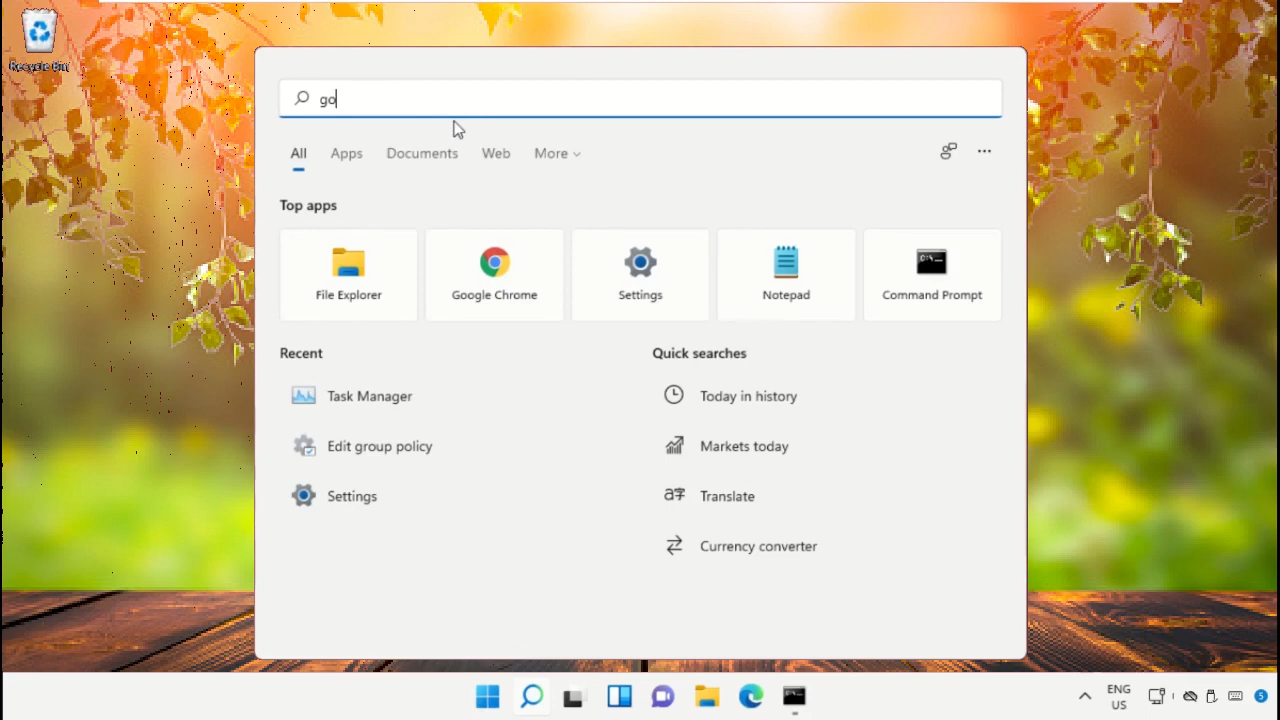 Recycle Bin
go
All Apps Documents Web More
Top apps
File Explorer Google Chrome Settings Notepad Command Prompt
Recent Quick searches
Task Manager Today in history
Edit group policy Markets today
Settings Translate
Currency converter
ENG
US
5